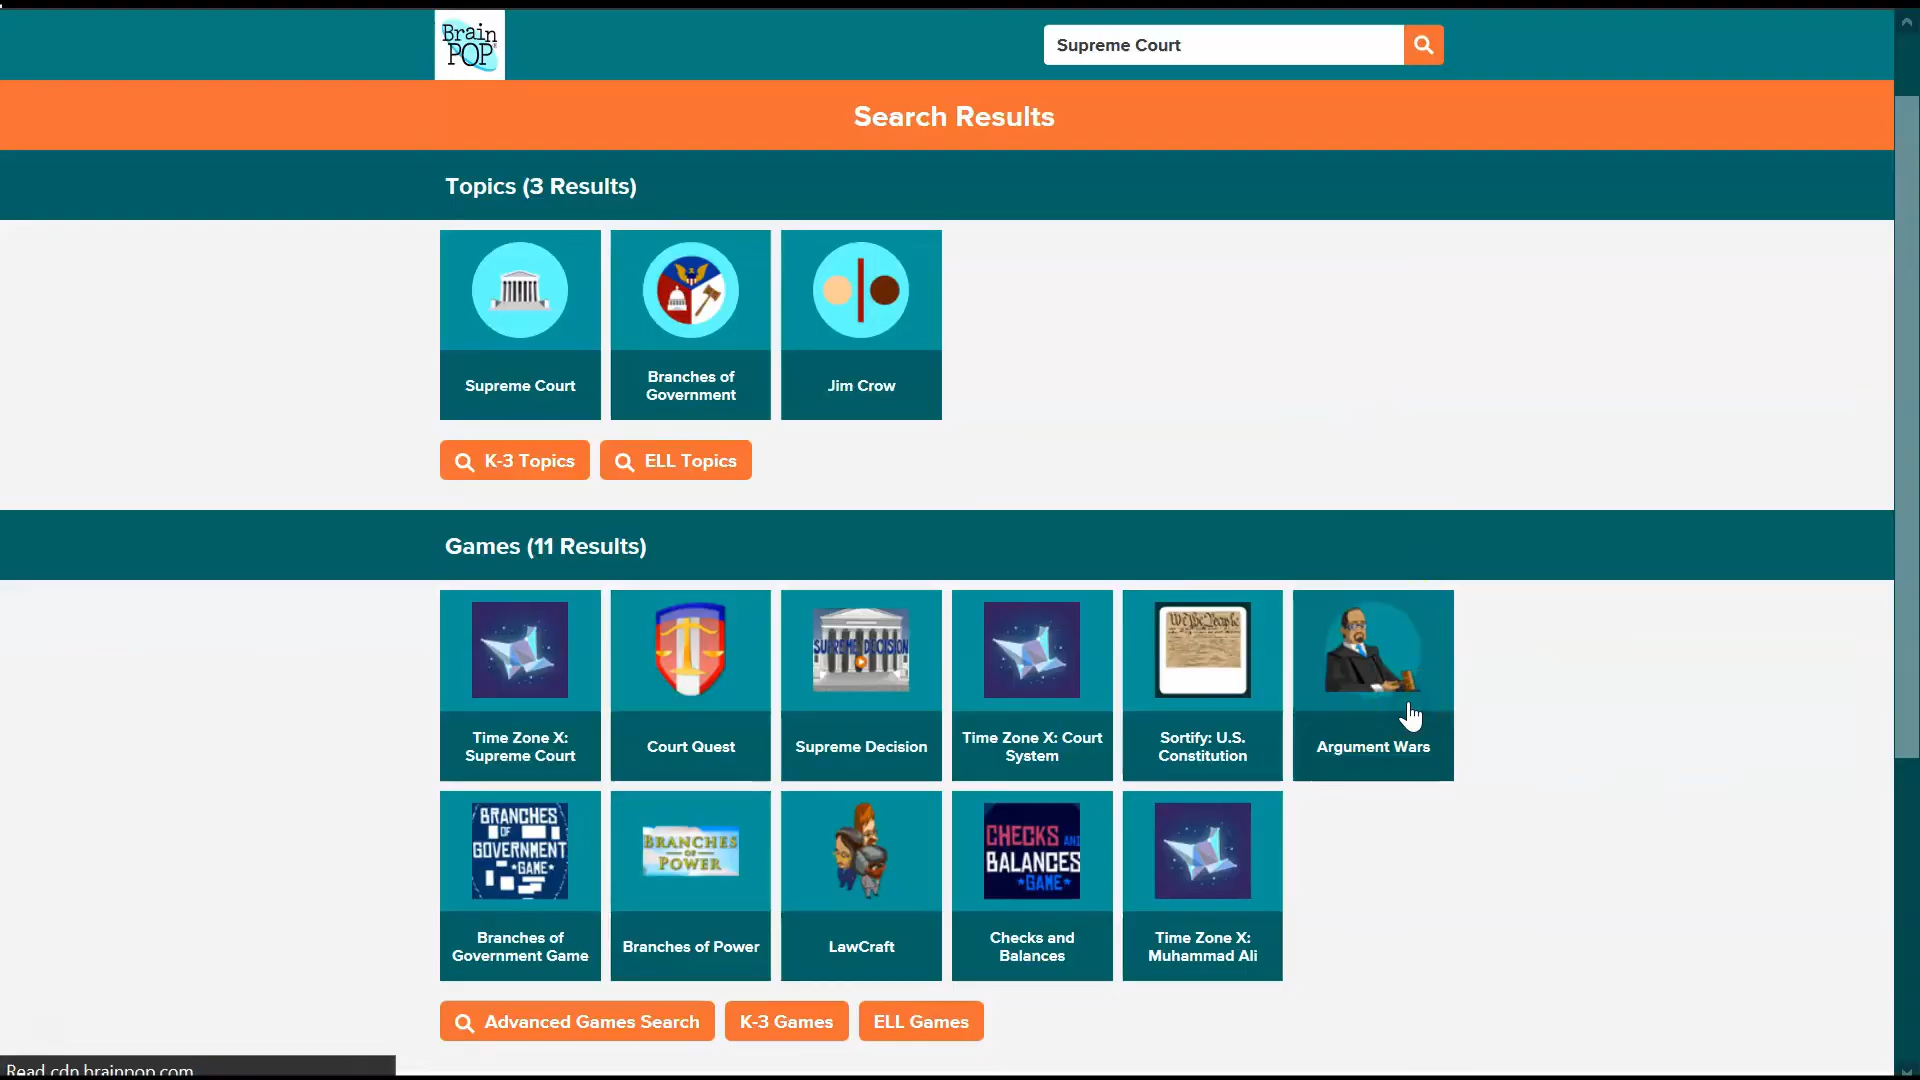 Brain
POP
Supreme Court
Search Results
Topics (3 Results)
Supreme Court
Branches of
Government
Jim Crow
K-3 Topics
ELL Topics
Games (11 Results)
We the People
SUPREME DECISION
Time Zone X:
Supreme Court
Court Quest
Supreme Decision
Time Zone X: Court
System
Sortify: U.S.
Constitution
Argument Wars
BRANCHES
OF
GOVERNMENT
GAME
BRANCHES
OF
POWER
CHECKS AND
BALANCES
GAME
Branches of
Government Game
Branches of Power
LawCraft
Checks and
Balances
Time Zone X:
Muhammad Ali
Advanced Games Search
K-3 Games
ELL Games
Read cdn.brainpop.com